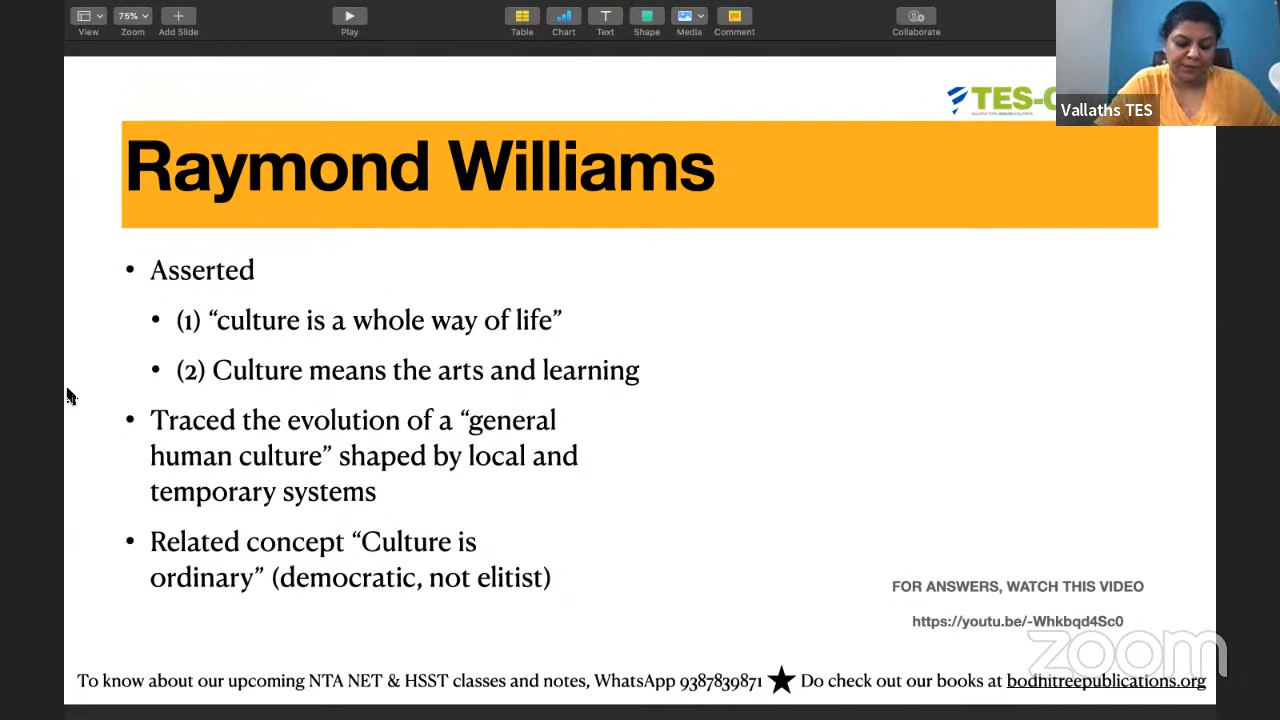 75%
View
Zoom
Add Slide
Play
Table
Chart
Text
Shape
Media
Comment
Collaborate
Vallaths TES
TES-
Raymond Williams
• Asserted
• (1) “culture is a whole way of life”
• (2) Culture means the arts and learning
• Traced the evolution of a “general
human culture” shaped by local and
temporary systems
• Related concept “Culture is
ordinary” (democratic, not elitist)
FOR ANSWERS, WATCH THIS VIDEO
https://youtu.be/-Whkbqd4Sc0
zoom
To know about our upcoming NTA NET & HSST classes and notes, WhatsApp 9387839871 ★ Do check out our books at bodhitreepublications.org